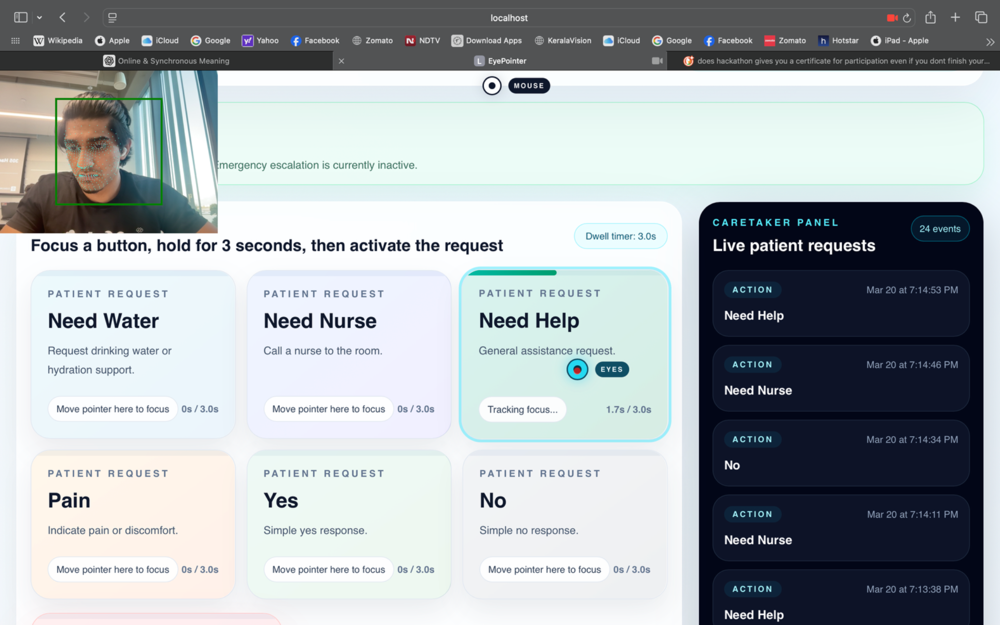 localhost
Wikipedia Apple iCloud Google Yahoo Facebook Zomato NDTV Download Apps KeralaVision iCloud Google Facebook Zomato Hotstar iPad - Apple
Online & Synchronous Meaning
L EyePointer
does hackathon gives you a certificate for participation even if you dont finish your...
MOUSE
Emergency escalation is currently inactive.
Focus a button, hold for 3 seconds, then activate the request
Dwell timer: 3.0s
PATIENT REQUEST
Need Water
Request drinking water or
hydration support.
Move pointer here to focus 0s / 3.0s
PATIENT REQUEST
Need Nurse
Call a nurse to the room.
Move pointer here to focus 0s / 3.0s
PATIENT REQUEST
Need Help
General assistance request.
EYES
Tracking focus... 1.7s / 3.0s
PATIENT REQUEST
Pain
Indicate pain or discomfort.
Move pointer here to focus 0s / 3.0s
PATIENT REQUEST
Yes
Simple yes response.
Move pointer here to focus 0s / 3.0s
PATIENT REQUEST
No
Simple no response.
Move pointer here to focus 0s / 3.0s
CARETAKER PANEL
Live patient requests
24 events
ACTION Mar 20 at 7:14:53 PM
Need Help
ACTION Mar 20 at 7:14:46 PM
Need Nurse
ACTION Mar 20 at 7:14:34 PM
No
ACTION Mar 20 at 7:14:11 PM
Need Nurse
ACTION Mar 20 at 7:13:38 PM
Need Help